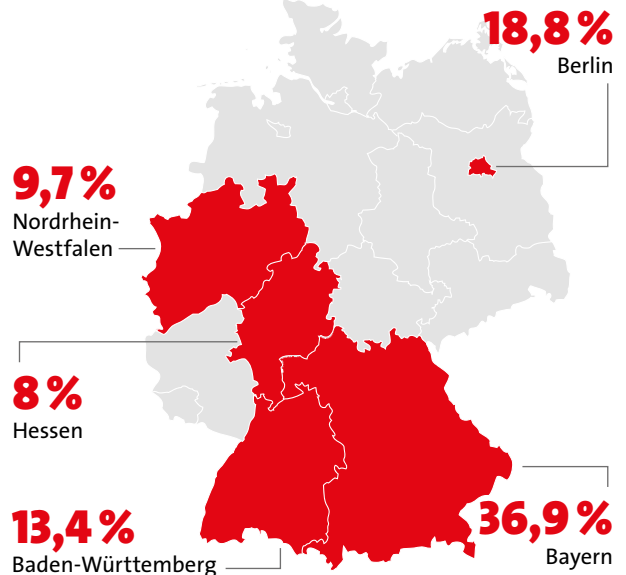 18,8 %
Berlin
9,7 %
Nordrhein-
Westfalen
8 %
Hessen
13,4 %
Baden-Württemberg
36,9 %
Bayern